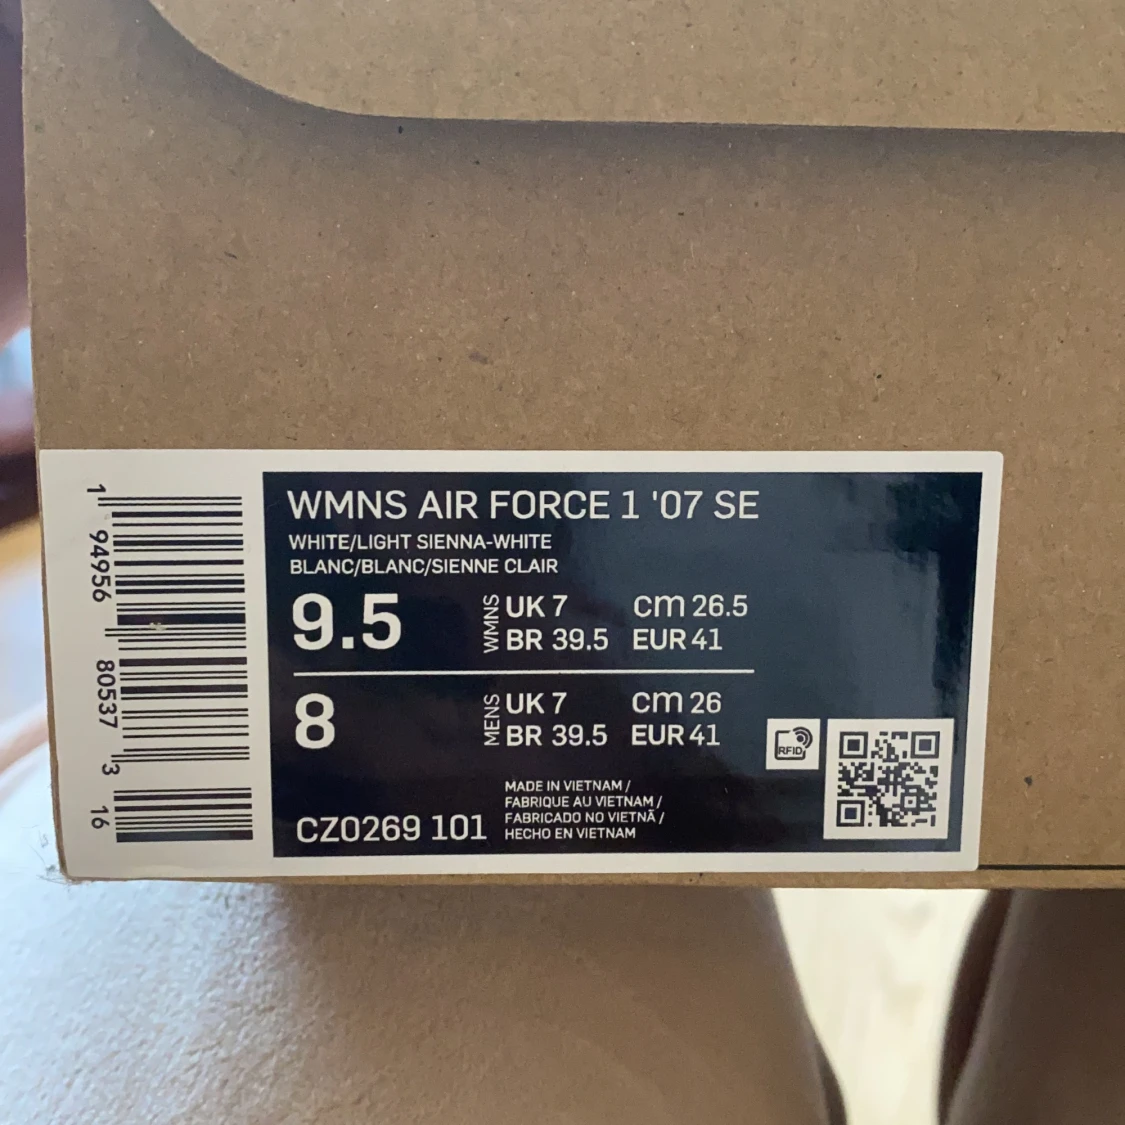 WMNS AIR FORCE 1 '07 SE
WHITE/LIGHT SIENNA-WHITE
BLANC/BLANC/SIENNE CLAIR
9.5
WMNS
UK 7 cm 26.5
BR 39.5 EUR 41
8
MENS
UK 7 cm 26
BR 39.5 EUR 41
CZ0269 101
MADE IN VIETNAM /
FABRIQUE AU VIETNAM /
FABRICADO NO VIETNÃ /
HECHO EN VIETNAM
RFID
1 94956 80537 3 16